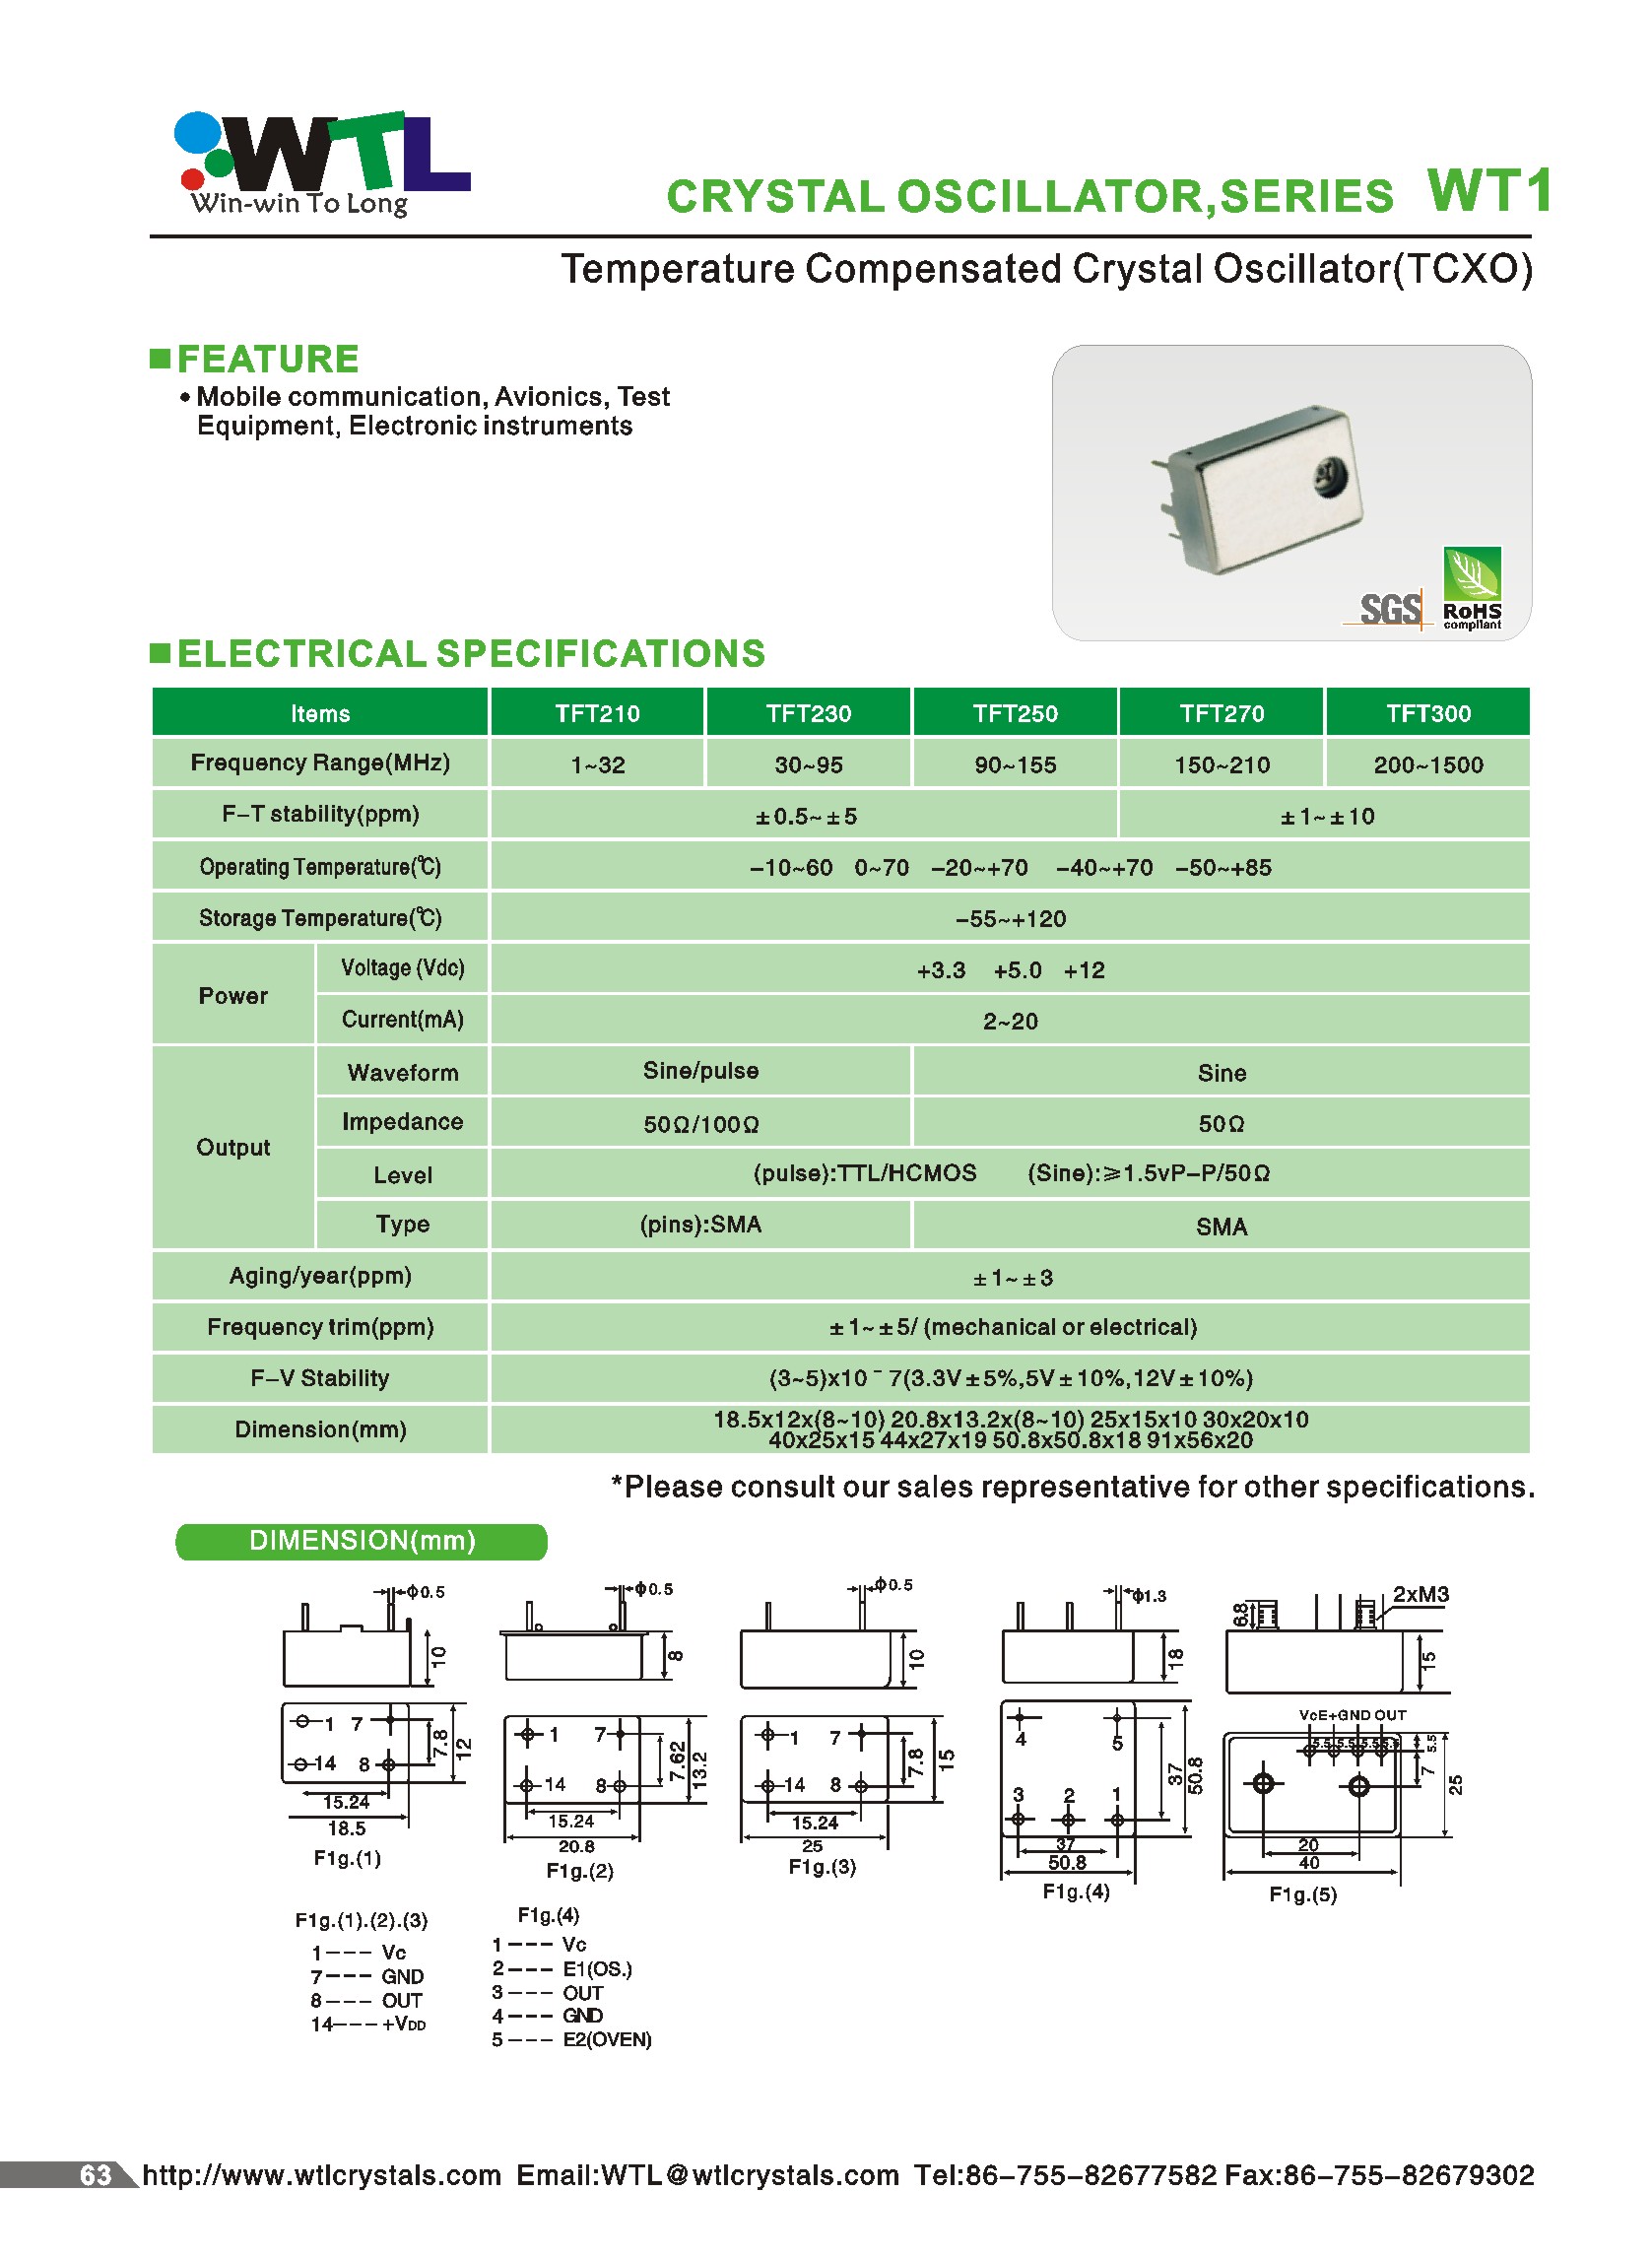 WTL
Win-win To Long
CRYSTAL OSCILLATOR,SERIES WT1
Temperature Compensated Crystal Oscillator(TCXO)
FEATURE
• Mobile communication, Avionics, Test
Equipment, Electronic instruments
SGS
RoHS
compliant
ELECTRICAL SPECIFICATIONS
Items TFT210 TFT230 TFT250 TFT270 TFT300
Frequency Range(MHz) 1~32 30~95 90~155 150~210 200~1500
F-T stability(ppm) ±0.5~±5 ±1~±10
Operating Temperature(℃) -10~60 0~70 -20~+70 -40~+70 -50~+85
Storage Temperature(℃) -55~+120
Power
Voltage (Vdc) +3.3 +5.0 +12
Current(mA) 2~20
Output
Waveform Sine/pulse Sine
Impedance 50Ω/100Ω 50Ω
Level (pulse):TTL/HCMOS (Sine):≥1.5vP-P/50Ω
Type (pins):SMA SMA
Aging/year(ppm) ±1~±3
Frequency trim(ppm) ±1~±5/ (mechanical or electrical)
F-V Stability (3~5)x10 ⁻ 7(3.3V±5%,5V±10%,12V±10%)
Dimension(mm) 18.5x12x(8~10) 20.8x13.2x(8~10) 25x15x10 30x20x10
40x25x15 44x27x19 50.8x50.8x18 91x56x20
*Please consult our sales representative for other specifications.
DIMENSION(mm)
ϕ0.5
10
1 7
14 8
7.8
12
15.24
18.5
F1g.(1)
ϕ0.5
8
1 7
14 8
7.62
13.2
15.24
20.8
F1g.(2)
ϕ0.5
10
1 7
14 8
7.8
15
15.24
25
F1g.(3)
ϕ1.3
18
4 5
3 2 1
37
50.8
37
50.8
F1g.(4)
6.8
2xM3
15
VcE+GND OUT
5.5 5.5 5.5 5.5
5.5
7
25
20
40
F1g.(5)
F1g.(1).(2).(3)
1--- Vc
7--- GND
8--- OUT
14---+VDD
F1g.(4)
1--- Vc
2--- E1(OS.)
3--- OUT
4--- GND
5--- E2(OVEN)
63 http://www.wtlcrystals.com Email:WTL@wtlcrystals.com Tel:86-755-82677582 Fax:86-755-82679302